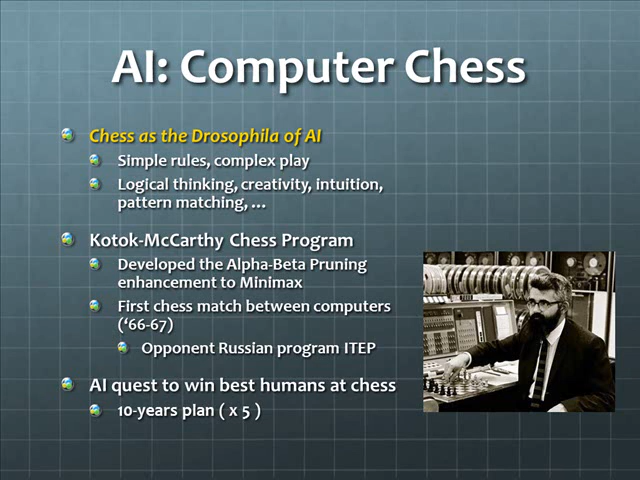 AI: Computer Chess
Chess as the Drosophila of AI
Simple rules, complex play
Logical thinking, creativity, intuition,
pattern matching, ...
Kotok-McCarthy Chess Program
Developed the Alpha-Beta Pruning
enhancement to Minimax
First chess match between computers
(‘66-67)
Opponent Russian program ITEP
AI quest to win best humans at chess
10-years plan ( x 5 )